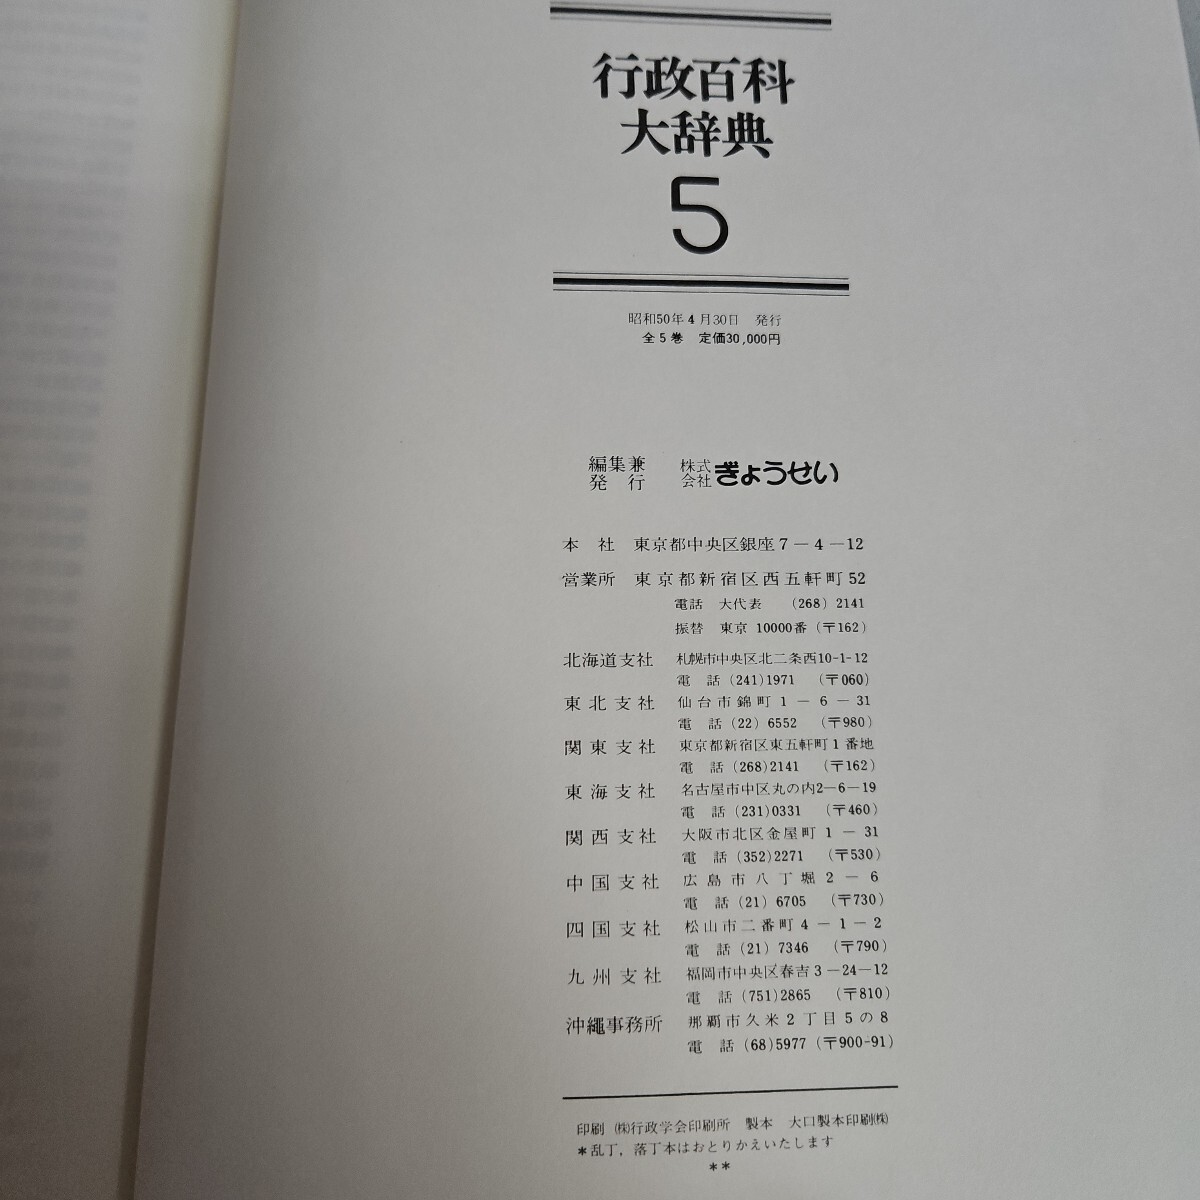 行政百科
大辞典
5
昭和50年4月30日 発行
全5巻 定価30,000円
編集兼
発行
株式
会社 ぎょうせい
本社 東京都中央区銀座7-4-12
営業所 東京都新宿区西五軒町52
電話 大代表 (268) 2141
振替 東京 10000番 (〒162)
北海道支社 札幌市中央区北二条西10-1-12
電話 (241)1971 (〒060)
東北支社 仙台市錦町1-6-31
電話 (22) 6552 (〒980)
関東支社 東京都新宿区東五軒町1番地
電話 (268)2141 (〒162)
東海支社 名古屋市中区丸の内2-6-19
電話 (231)0331 (〒460)
関西支社 大阪市北区金屋町1-31
電話 (352)2271 (〒530)
中国支社 広島市八丁堀2-6
電話 (21) 6705 (〒730)
四国支社 松山市二番町4-1-2
電話 (21) 7346 (〒790)
九州支社 福岡市中央区春吉3-24-12
電話 (751)2865 (〒810)
沖縄事務所 那覇市久米2丁目5の8
電話 (68)5977 (〒900-91)
印刷 ㈱行政学会印刷所 製本 大口製本印刷㈱
*乱丁,落丁本はおとりかえいたします
**